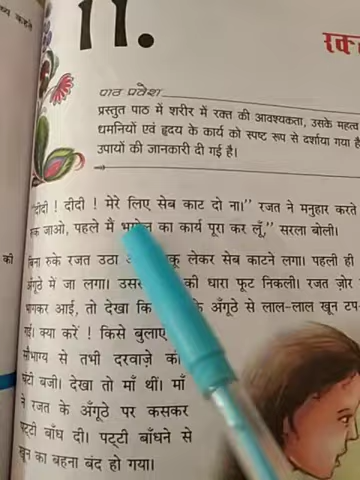 ष्य कहते
11.
रक्त
पाठ प्रवेश
प्रस्तुत पाठ में शरीर में रक्त की आवश्यकता, उसके महत्व
धमनियों एवं हृदय के कार्य को स्पष्ट रूप से दर्शाया गया है
उपायों की जानकारी दी गई है।
"दीदी ! दीदी ! मेरे लिए सेब काट दो ना।" रजत ने मनुहार करते
रुक जाओ, पहले मैं का कार्य पूरा कर लूँ," सरला बोली।
की
बिना रुके रजत उठा लेकर सेब काटने लगा। पहली ही
अँगूठे में जा लगा। की धारा फूट निकली। रजत ज़ोर
भागकर आई, तो देखा कि अँगूठे से लाल-लाल खून टप-
गई। क्या करें ! किसे बुलाए
सौभाग्य से तभी दरवाज़े की
घंटी बजी। देखा तो माँ थीं। माँ
ने रजत के अँगूठे पर कसकर
पट्टी बाँध दी। पट्टी बाँधने से
खून का बहना बंद हो गया।